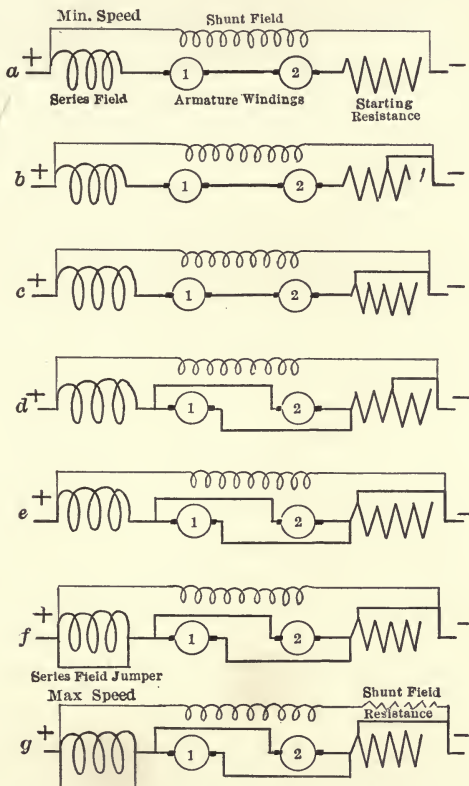 Min. Speed
Shunt Field
a + 1 2 −
Series Field Armature Windings Starting
Resistance
b + 1 2 −
c + 1 2 −
d + 1 2 −
e + 1 2 −
f + 1 2 −
Series Field Jumper
Max Speed
Shunt Field
Resistance
g + 1 2 −